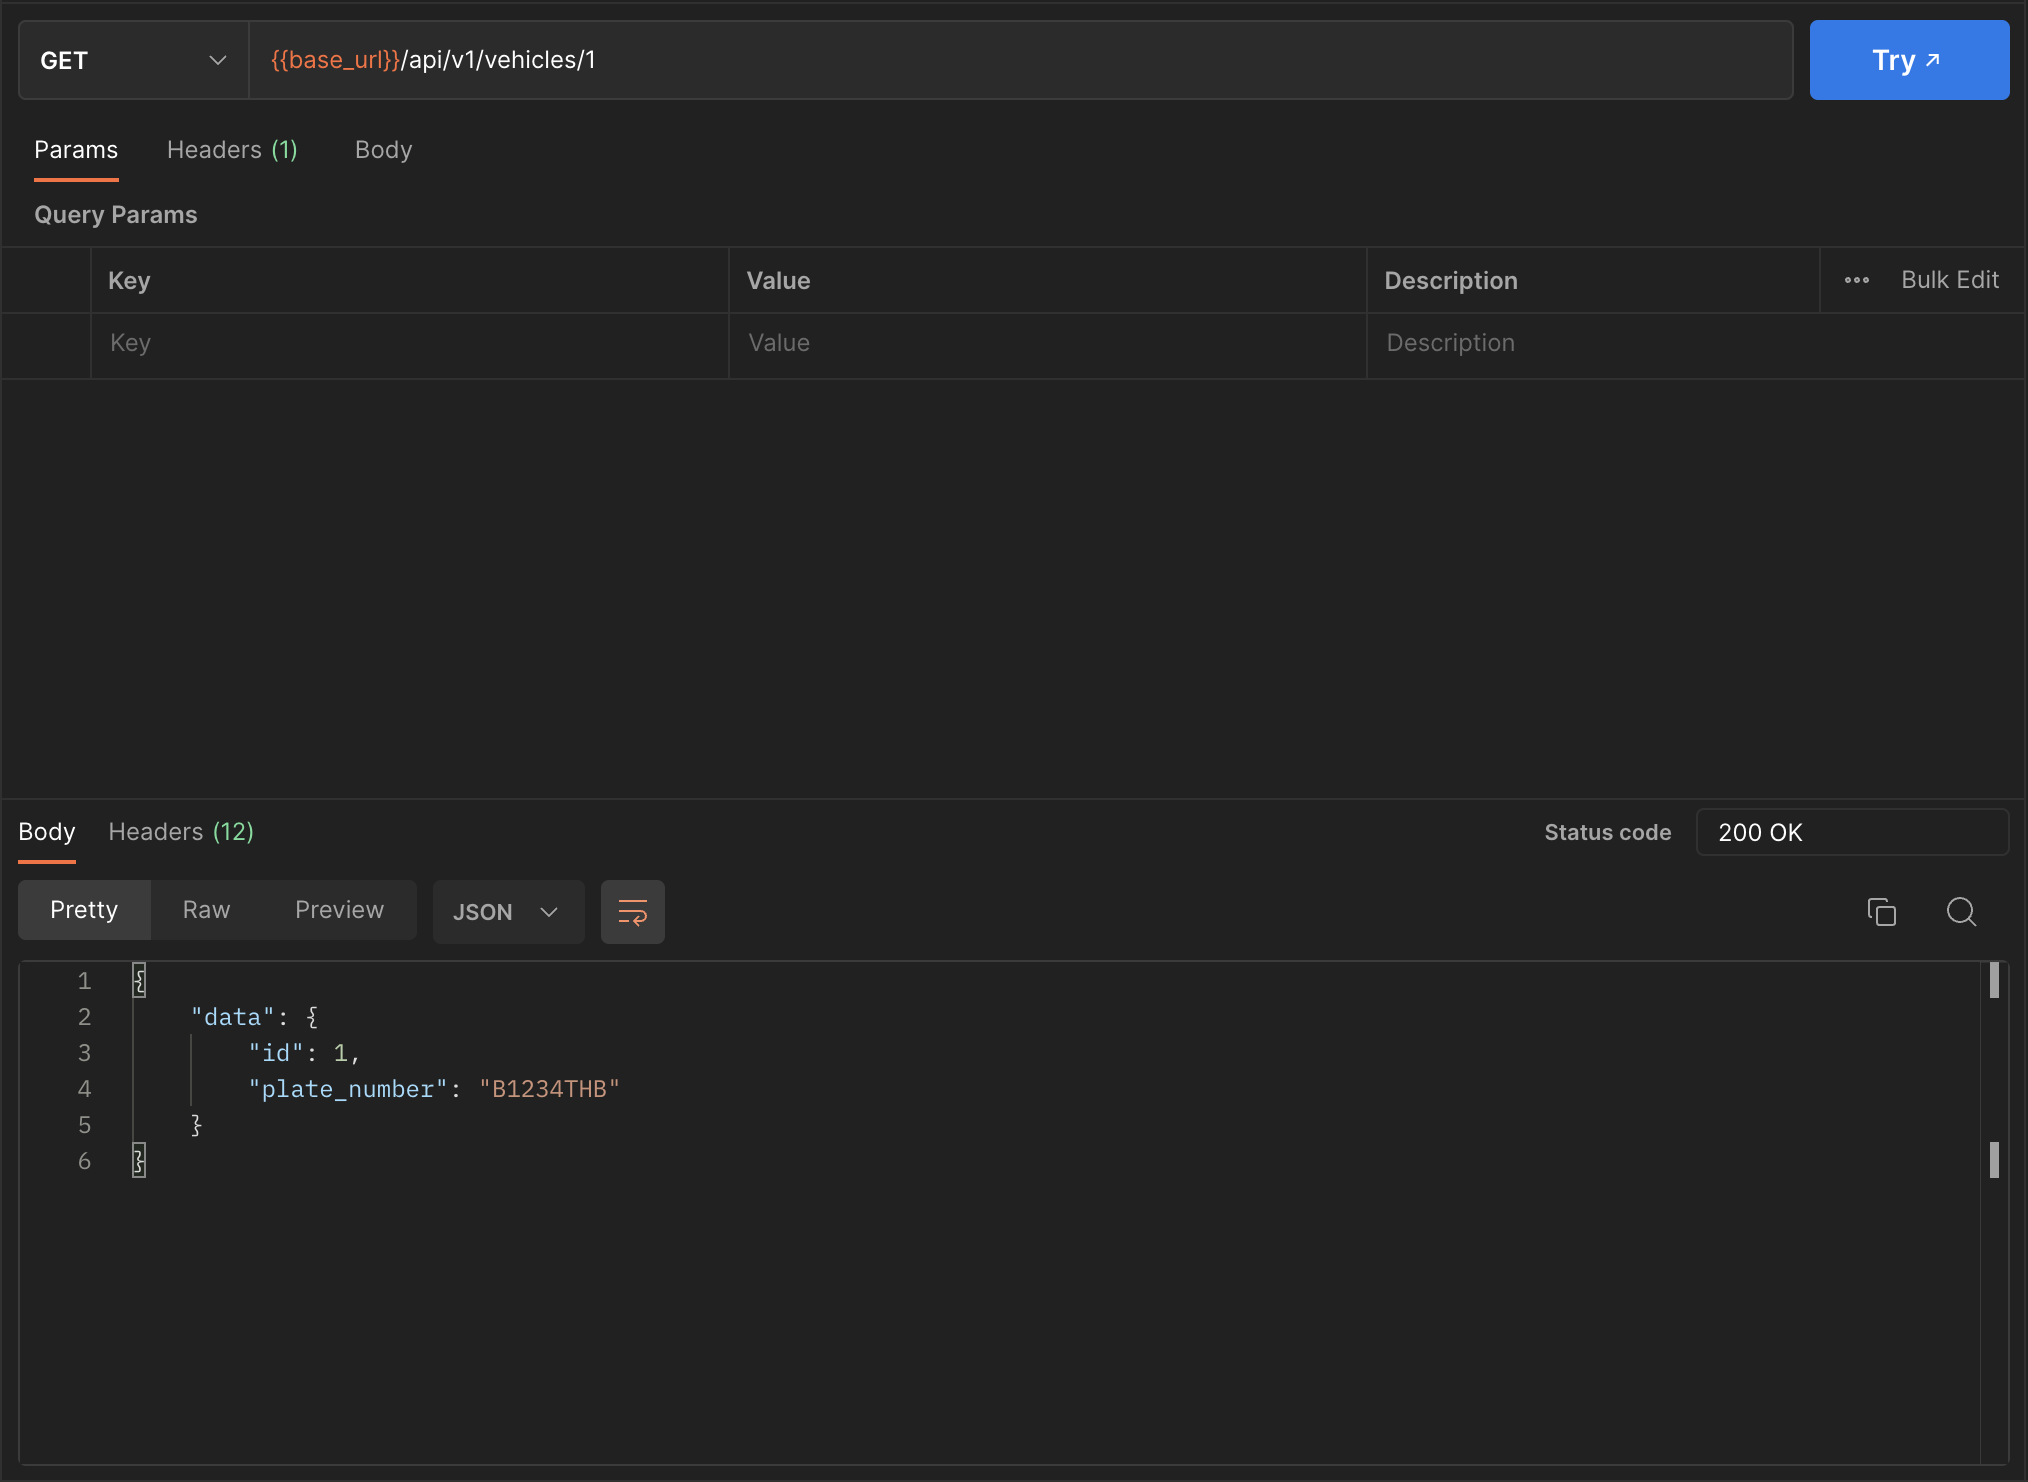 GET {{base_url}}/api/v1/vehicles/1 Try
Params Headers (1) Body
Query Params
Key Value Description Bulk Edit
Key Value Description
Body Headers (12) Status code 200 OK
Pretty Raw Preview JSON
1 {
2 "data": {
3 "id": 1,
4 "plate_number": "B1234THB"
5 }
6 }